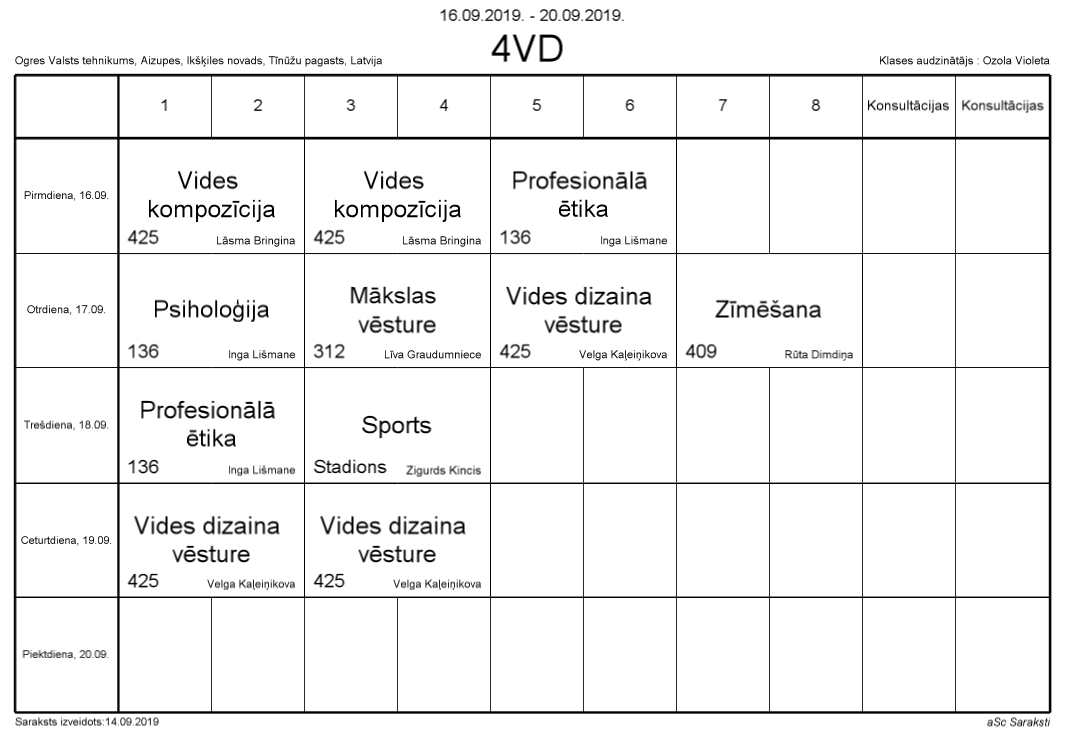 16.09.2019. - 20.09.2019.
4VD
Ogres Valsts tehnikums, Aizupes, Ikšķiles novads, Tīnūžu pagasts, Latvija
Klases audzinātājs : Ozola Violeta
1 2 3 4 5 6 7 8 Konsultācijas Konsultācijas
Pirmdiena, 16.09.
Vides
kompozīcija
425 Lāsma Bringina
Vides
kompozīcija
425 Lāsma Bringina
Profesionālā
ētika
136 Inga Lišmane
Otrdiena, 17.09.
Psiholoģija
136 Inga Lišmane
Mākslas
vēsture
312 Līva Graudumniece
Vides dizaina
vēsture
425 Velga Kaļeiņikova
Zīmēšana
409 Rūta Dimdiņa
Trešdiena, 18.09.
Profesionālā
ētika
136 Inga Lišmane
Sports
Stadions Zigurds Kincis
Ceturtdiena, 19.09.
Vides dizaina
vēsture
425 Velga Kaļeiņikova
Vides dizaina
vēsture
425 Velga Kaļeiņikova
Piektdiena, 20.09.
Saraksts izveidots:14.09.2019
aSc Saraksti